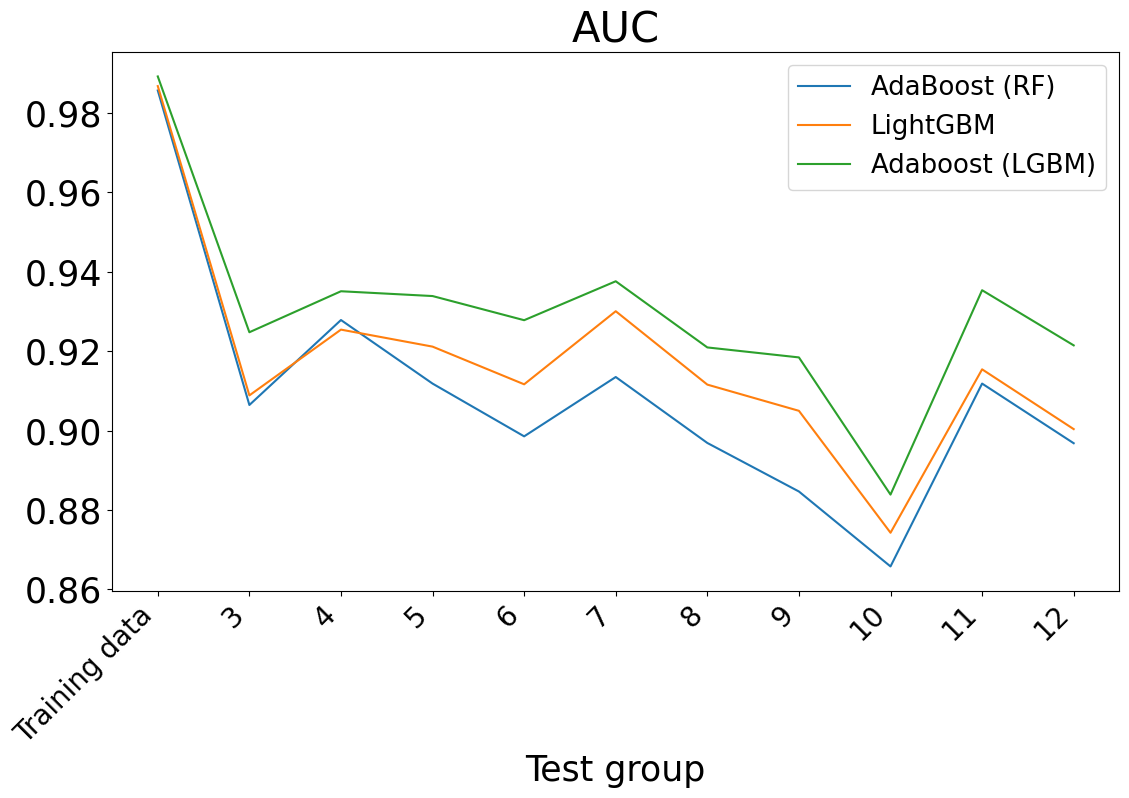 AUC
AdaBoost (RF)
LightGBM
Adaboost (LGBM)
0.98
0.96
0.94
0.92
0.90
0.88
0.86
Training data
3
4
5
6
7
8
9
10
11
12
Test group